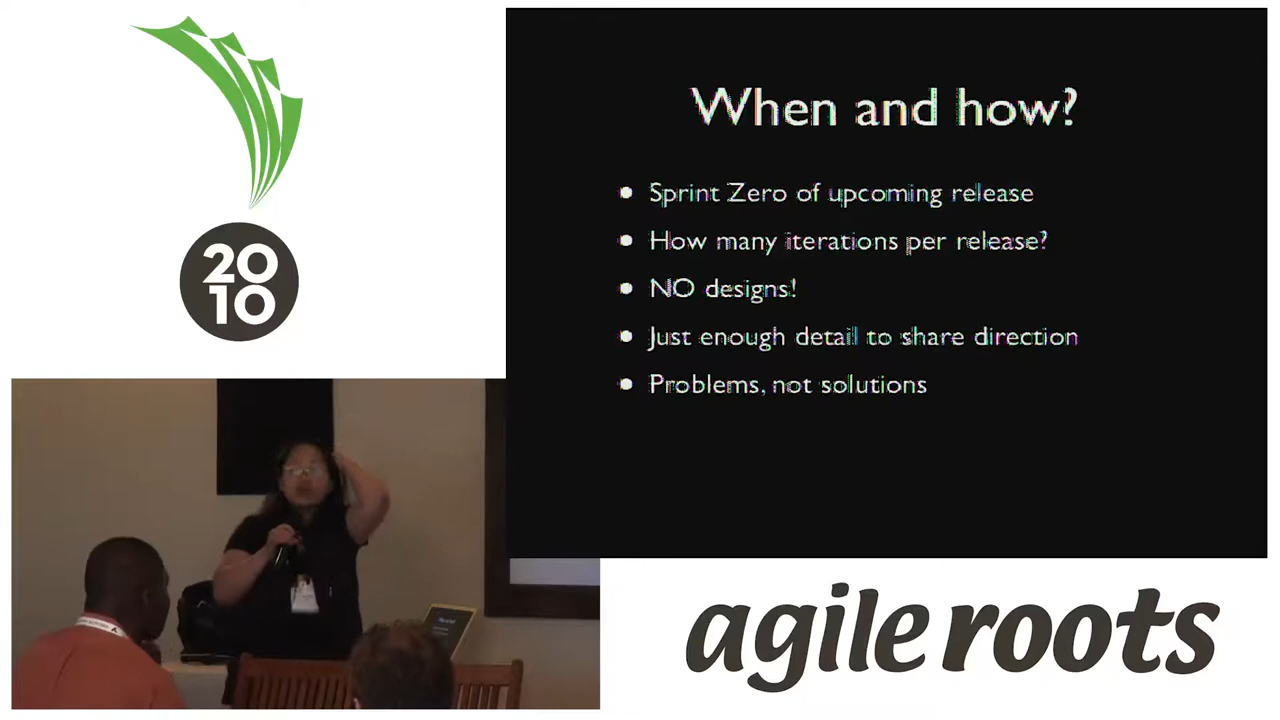 20
10
When and how?
Sprint Zero of upcoming release
How many iterations per release?
NO designs!
Just enough detail to share direction
Problems, not solutions
agile roots